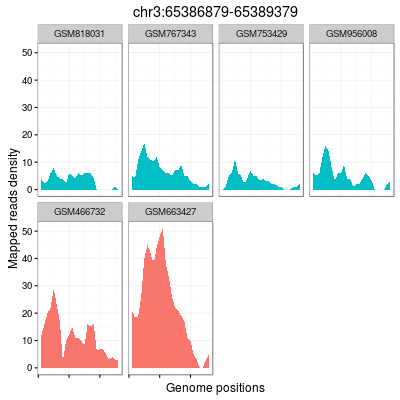 chr3:65386879-65389379
GSM818031 GSM767343 GSM753429 GSM956008
50
40
30
20
10
0
GSM466732 GSM663427
50
40
30
20
10
0
Mapped reads density
Genome positions